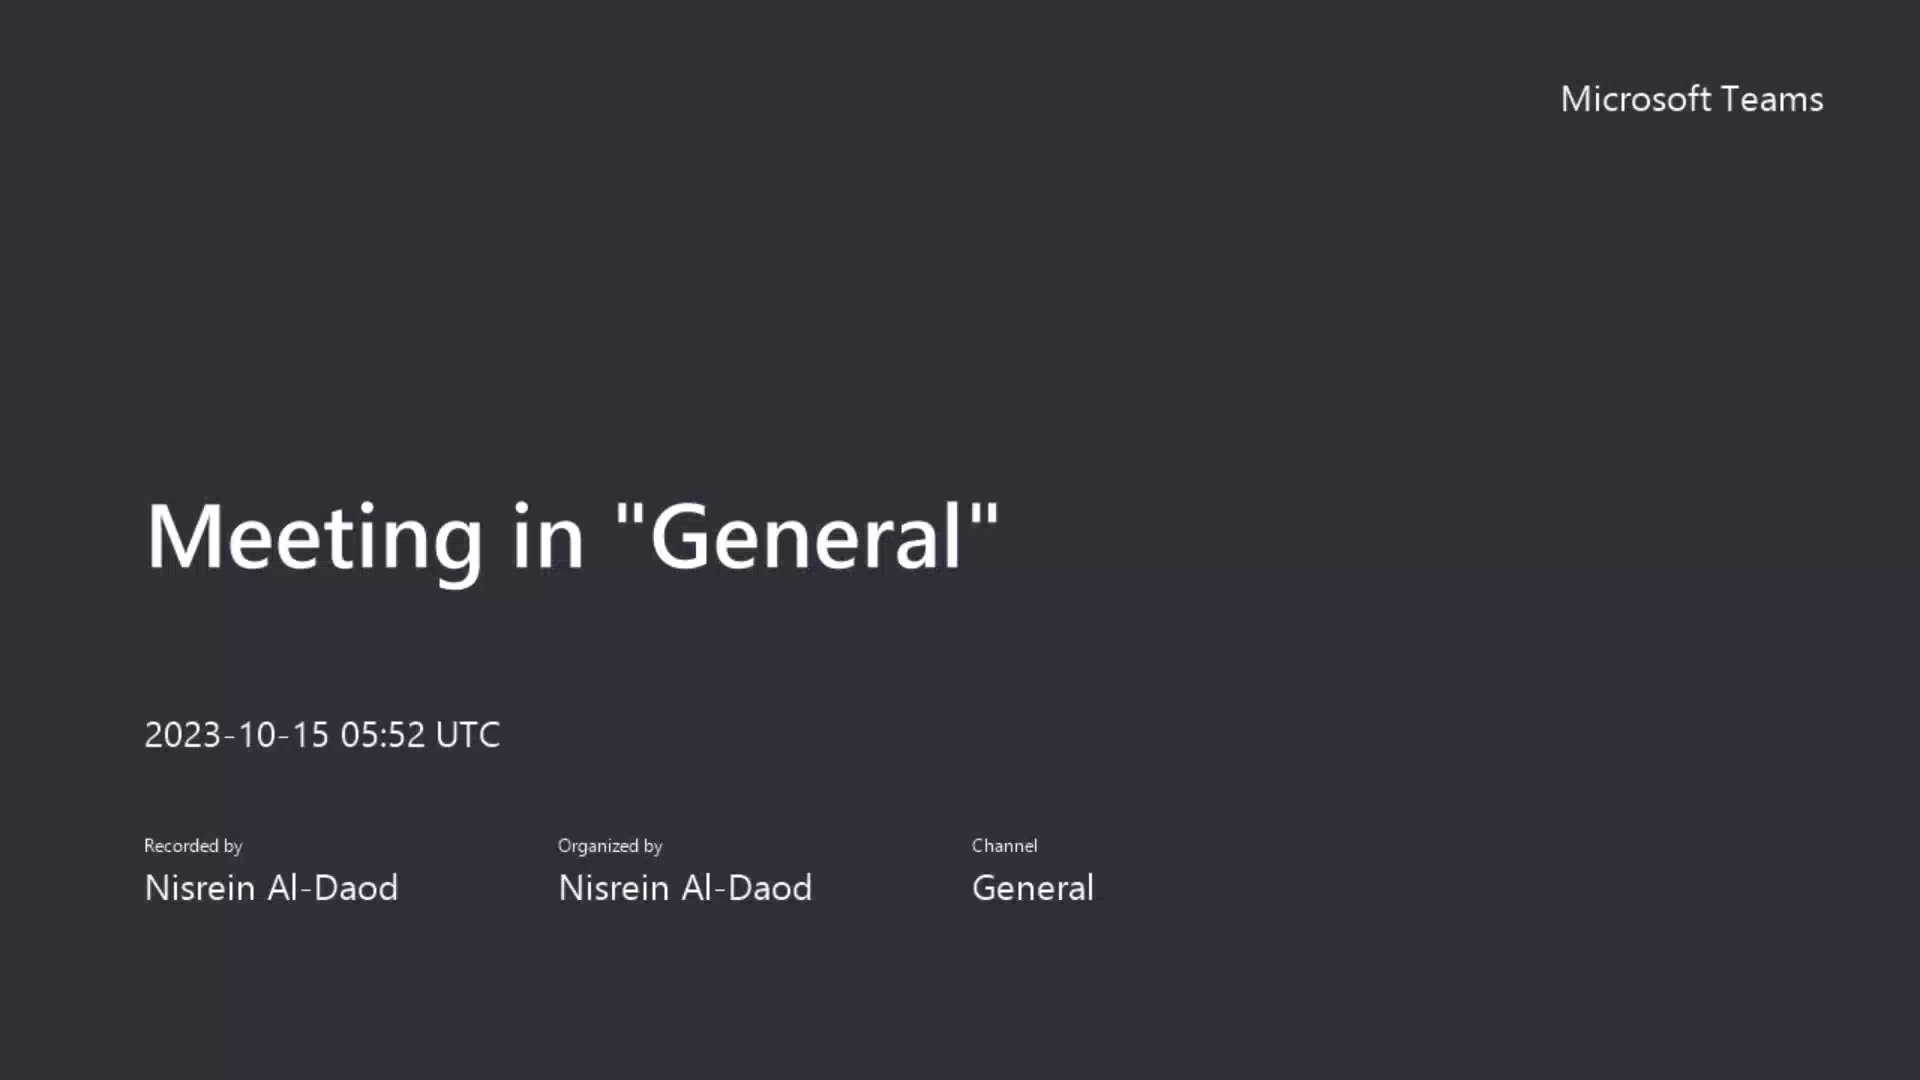 Microsoft Teams
Meeting in "General"
2023-10-15 05:52 UTC
Recorded by
Nisrein Al-Daod
Organized by
Nisrein Al-Daod
Channel
General